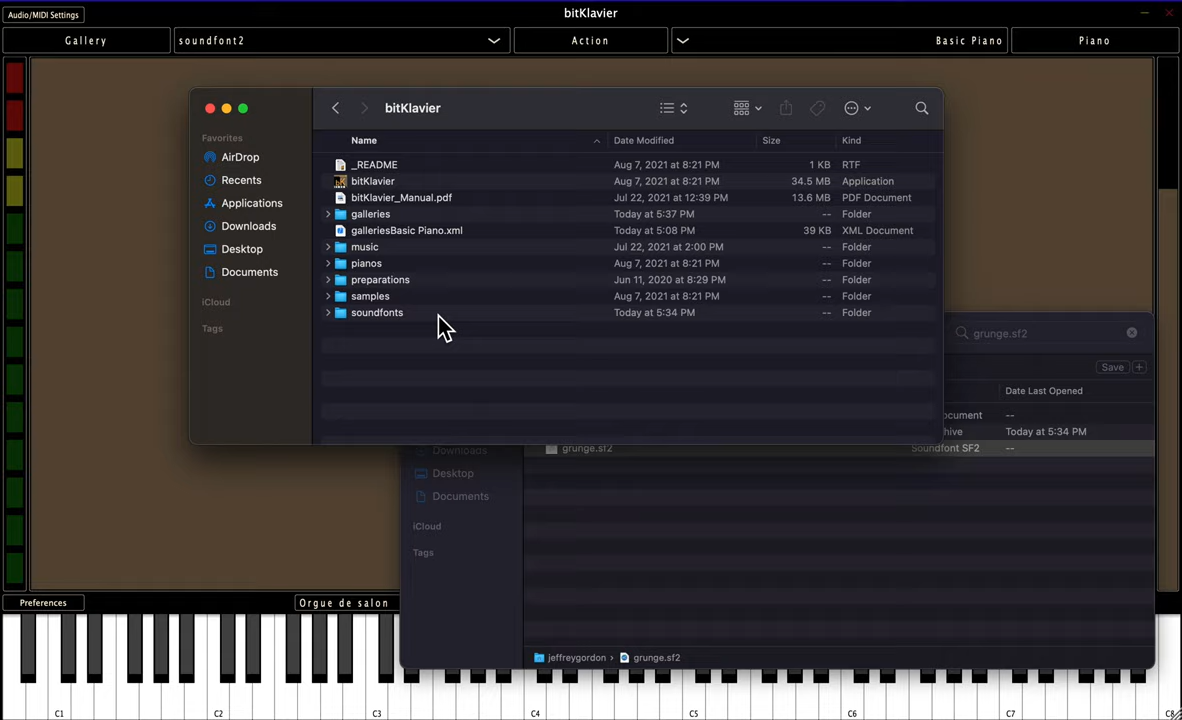 Audio/MIDI Settings
bitKlavier
Gallery
soundfont2
Action
Basic Piano
Piano
bitKlavier
Favorites
AirDrop
Recents
Applications
Downloads
Desktop
Documents
iCloud
Tags
Name Date Modified Size Kind
_README Aug 7, 2021 at 8:21 PM 1 KB RTF
bitKlavier Aug 7, 2021 at 8:21 PM 34.5 MB Application
bitKlavier_Manual.pdf Jul 22, 2021 at 12:39 PM 13.6 MB PDF Document
galleries Today at 5:37 PM -- Folder
galleriesBasic Piano.xml Today at 5:08 PM 39 KB XML Document
music Jul 22, 2021 at 2:00 PM -- Folder
pianos Aug 7, 2021 at 8:21 PM -- Folder
preparations Jun 11, 2020 at 8:29 PM -- Folder
samples Aug 7, 2021 at 8:21 PM -- Folder
soundfonts Today at 5:34 PM -- Folder
grunge.sf2
Save
Date Last Opened
ocument --
hive Today at 5:34 PM
grunge.sf2 Soundfont SF2 --
Downloads
Desktop
Documents
iCloud
Tags
jeffreygordon › grunge.sf2
Preferences
Orgue de salon
C1 C2 C3 C4 C5 C6 C7 C8